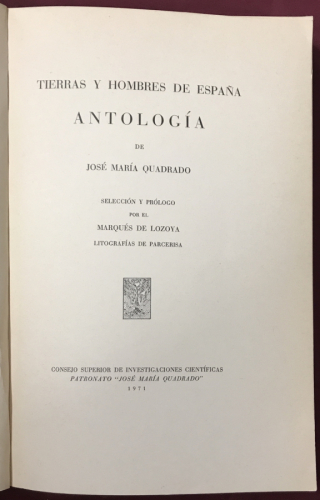 TIERRAS Y HOMBRES DE ESPAÑA
ANTOLOGÍA
DE
JOSÉ MARÍA QUADRADO
SELECCIÓN Y PRÓLOGO
POR EL
MARQUÉS DE LOZOYA
LITOGRAFÍAS DE PARCERISA
CONSEJO SUPERIOR DE INVESTIGACIONES CIENTÍFICAS
PATRONATO "JOSÉ MARÍA QUADRADO"
1971